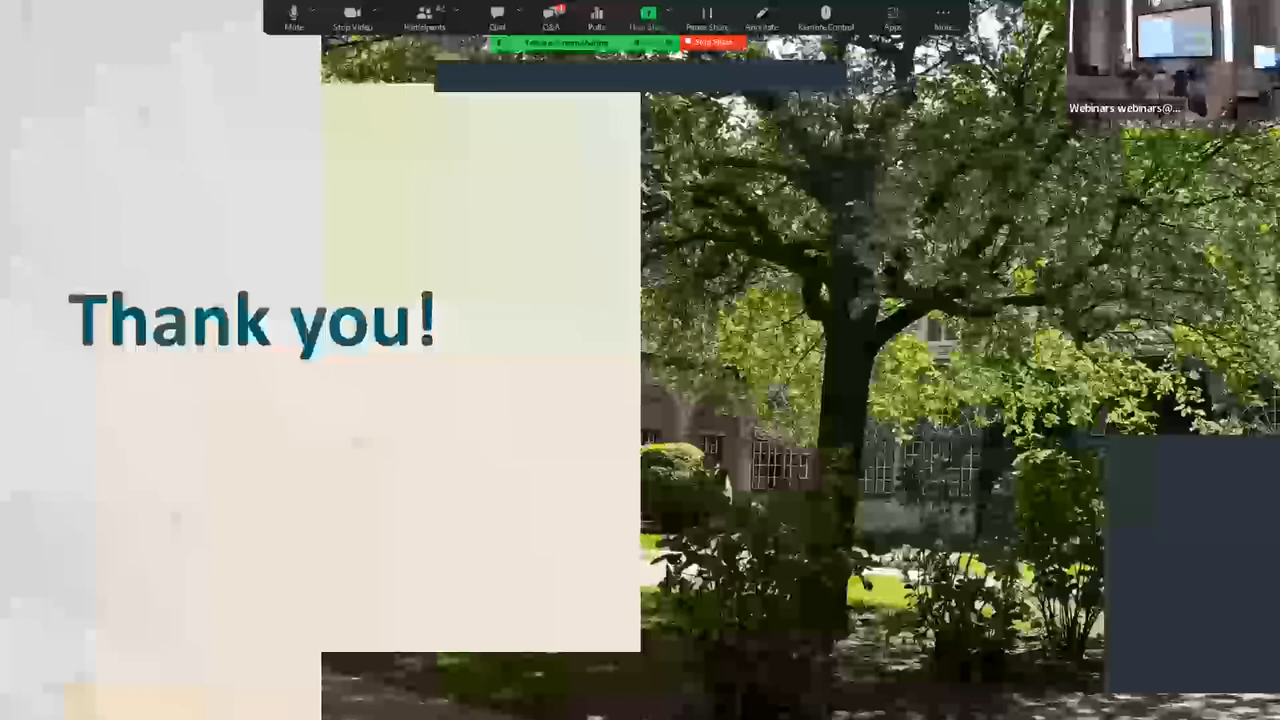 Mute
Stop Video
Participants
Chat
Q&A
Polls
Pause Share
Annotate
Remote Control
Apps
More
Stop Share
Webinars webinars@...
Thank you!